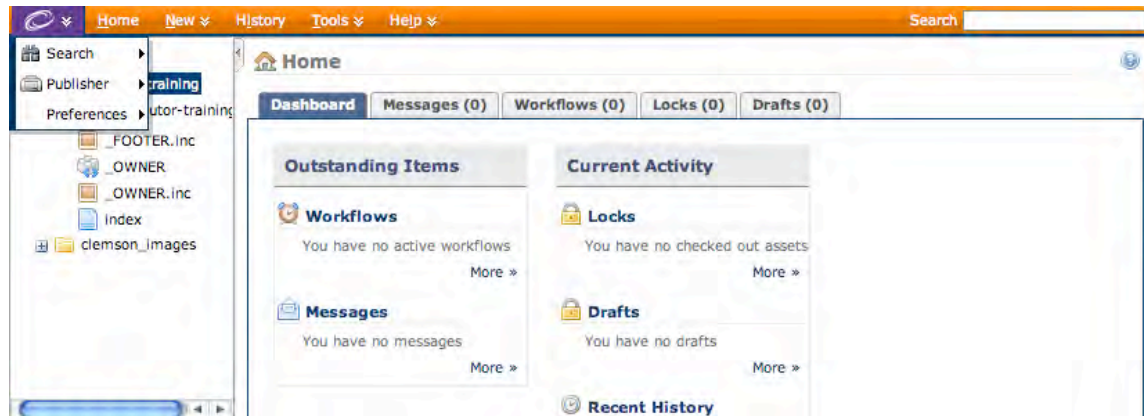 Home New History Tools Help Search
Search
Publisher
training
Preferences
utor-training
_FOOTER.inc
_OWNER
_OWNER.inc
index
clemson_images
Home
Dashboard Messages (0) Workflows (0) Locks (0) Drafts (0)
Outstanding Items
Workflows
You have no active workflows
More »
Messages
You have no messages
More »
Current Activity
Locks
You have no checked out assets
More »
Drafts
You have no drafts
More »
Recent History